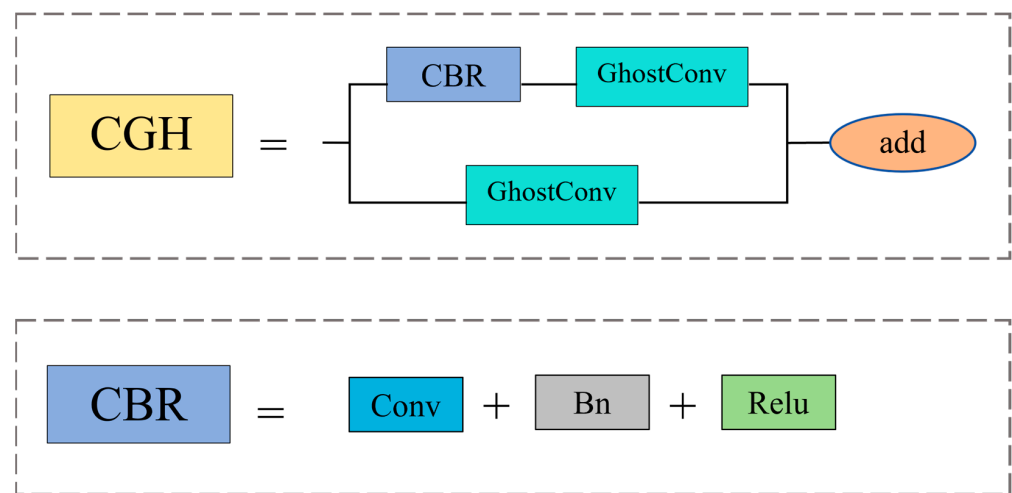 CGH = CBR GhostConv add
GhostConv
CBR = Conv + Bn + Relu